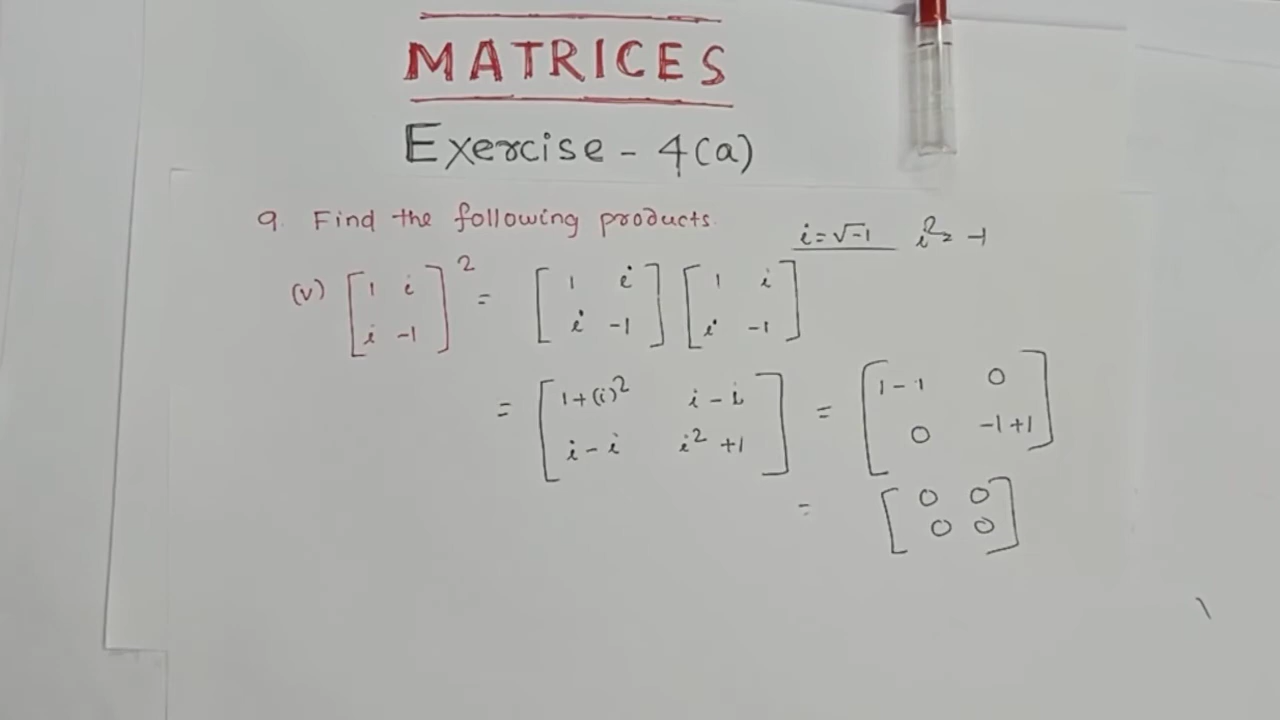 MATRICES
Exercise - 4(a)
9. Find the following products.
i = √-1 i² = -1
(v) [1 i; i -1]² = [1 i; i -1] [1 i; i -1]
= [1+(i)² i-i; i-i i²+1] = [1-1 0; 0 -1+1]
= [0 0; 0 0]